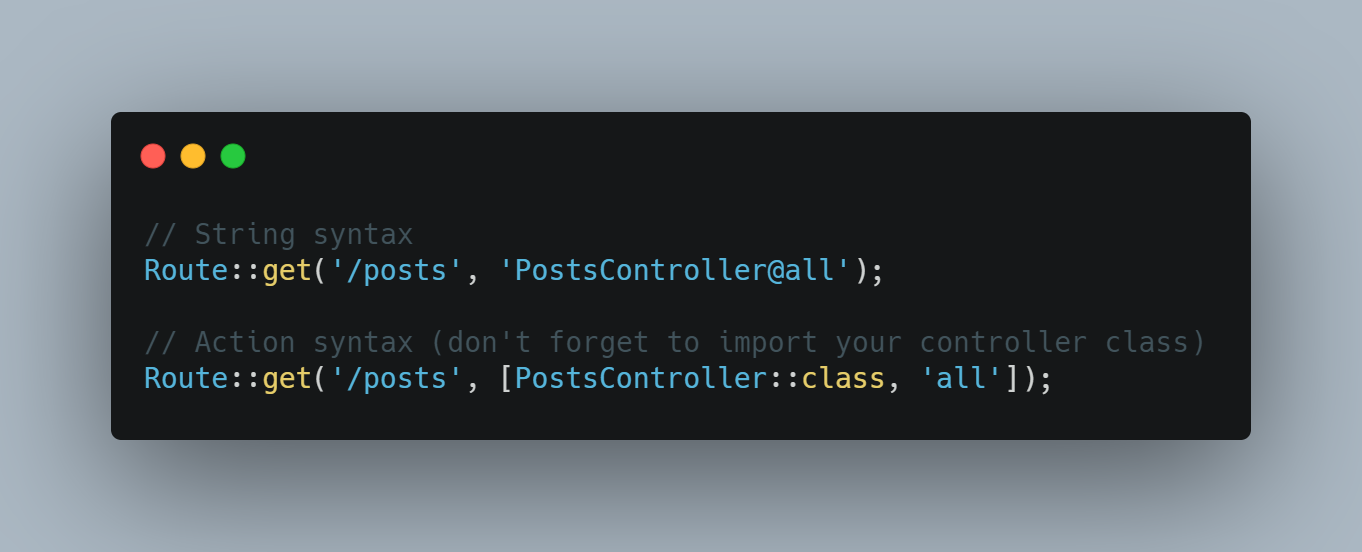 // String syntax
Route::get('/posts', 'PostsController@all');
// Action syntax (don't forget to import your controller class)
Route::get('/posts', [PostsController::class, 'all']);